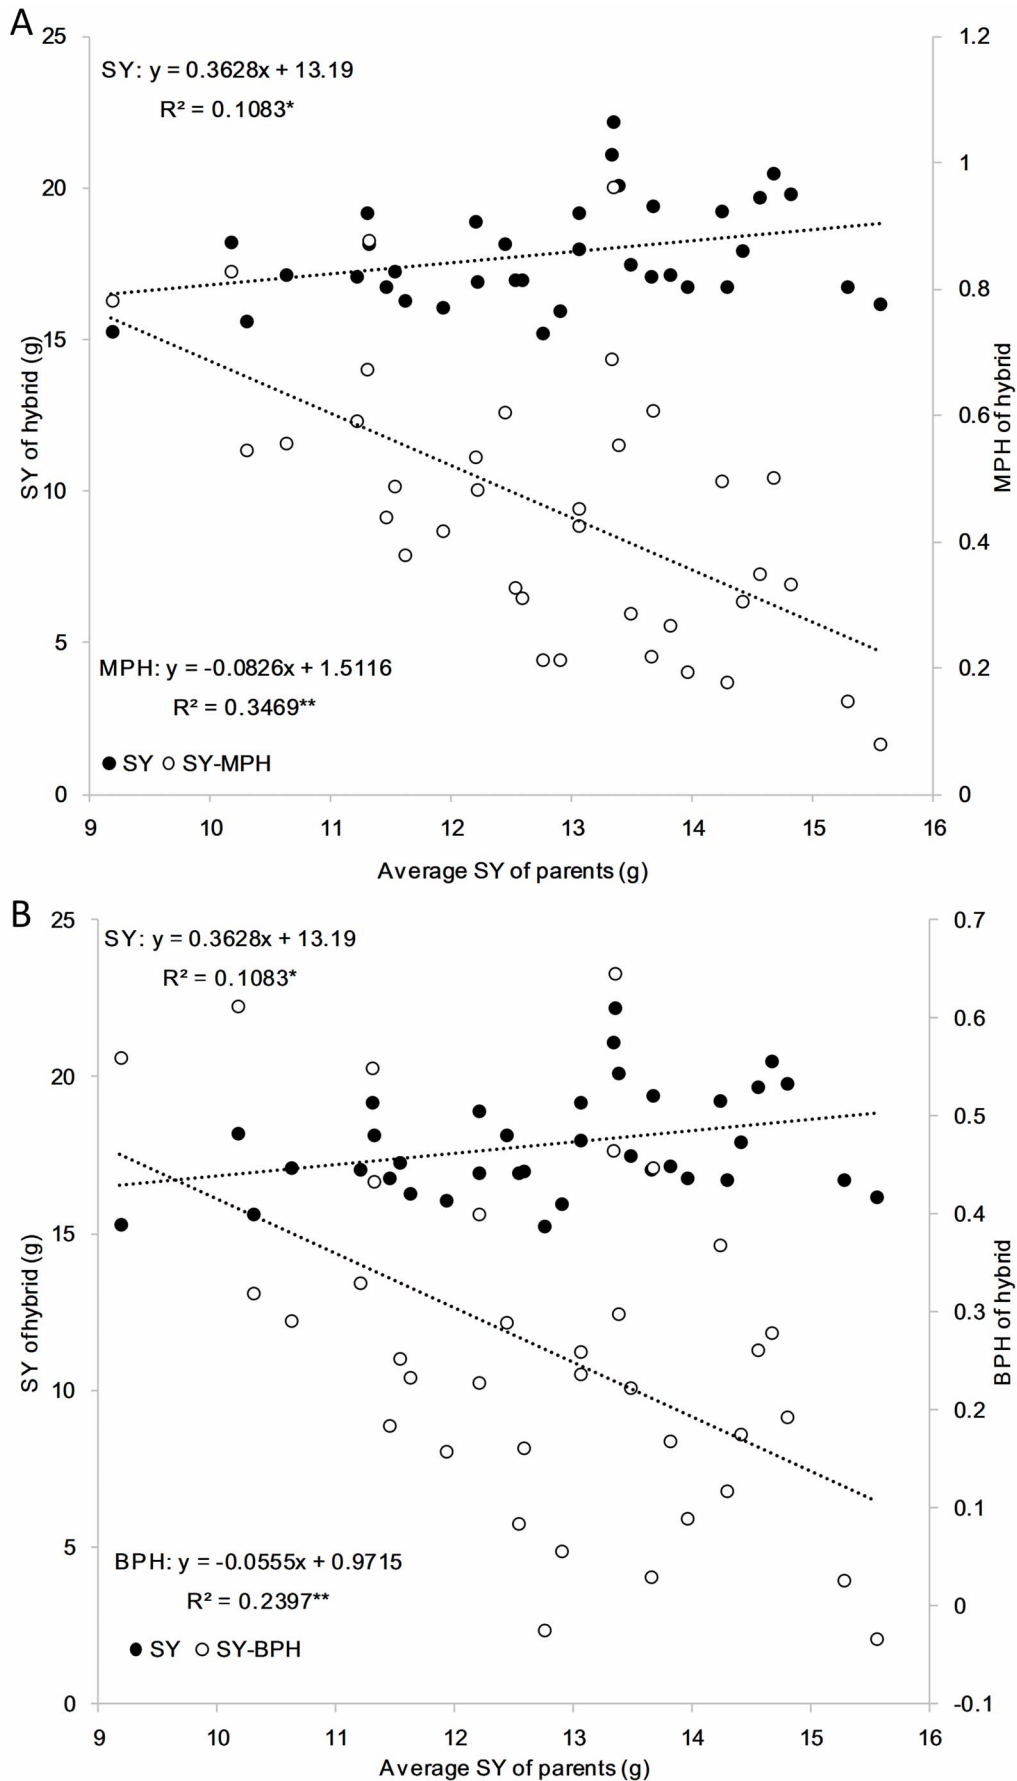 A
25
1.2
SY: y = 0.3628x + 13.19
R² = 0.1083*
1
20
0.8
15
SY of hybrid (g)
MPH of hybrid
0.6
10
0.4
5
MPH: y = -0.0826x + 1.5116
0.2
R² = 0.3469**
SY SY-MPH
0
0
9 10 11 12 13 14 15 16
Average SY of parents (g)
B
25
0.7
SY: y = 0.3628x + 13.19
R² = 0.1083*
0.6
20
0.5
15
0.4
SY ofhybrid (g)
BPH of hybrid
0.3
10
0.2
0.1
5
BPH: y = -0.0555x + 0.9715
R² = 0.2397**
0
SY SY-BPH
0
-0.1
9 10 11 12 13 14 15 16
Average SY of parents (g)